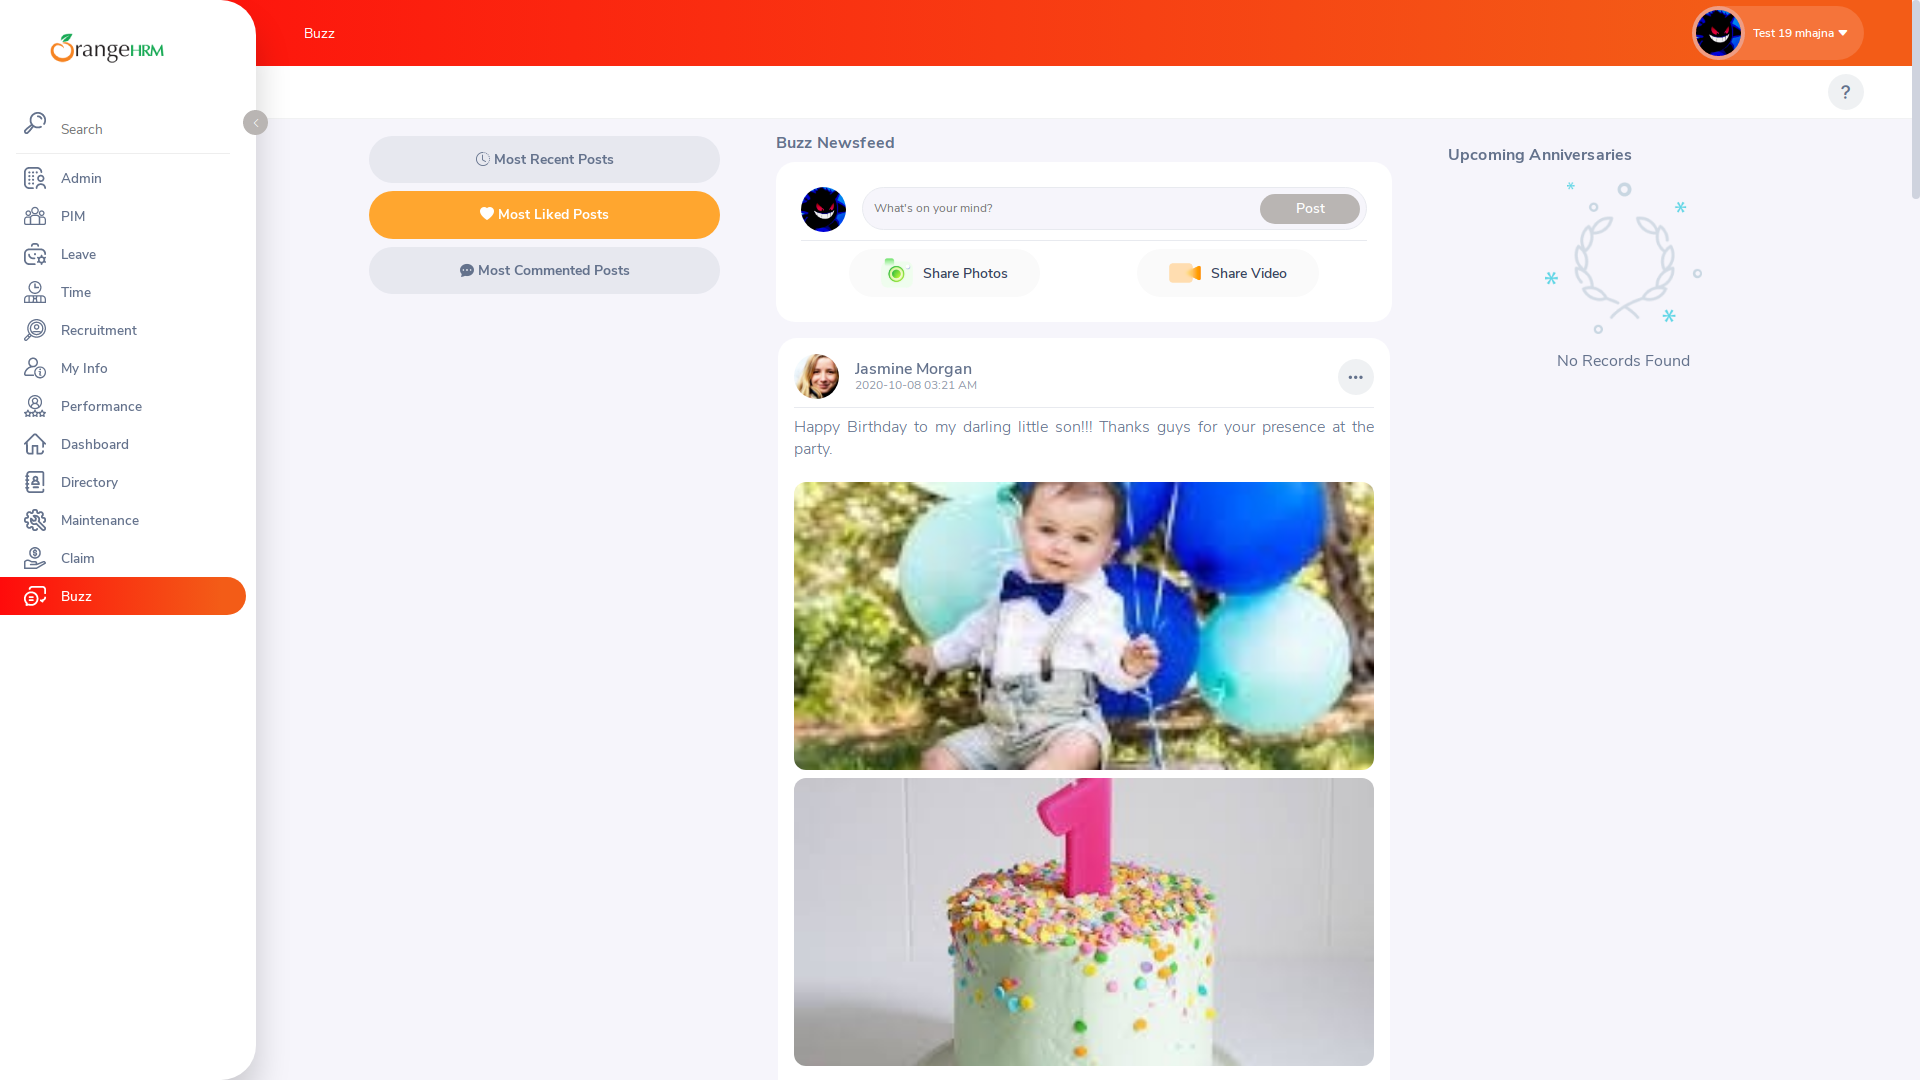 OrangeHRM
Search
Admin
PIM
Leave
Time
Recruitment
My Info
Performance
Dashboard
Directory
Maintenance
Claim
Buzz
Buzz
Test 19 mhajna
?
Most Recent Posts
Most Liked Posts
Most Commented Posts
Buzz Newsfeed
What's on your mind?
Post
Share Photos
Share Video
Jasmine Morgan
2020-10-08 03:21 AM
Happy Birthday to my darling little son!!! Thanks guys for your presence at the
party.
1
Upcoming Anniversaries
No Records Found